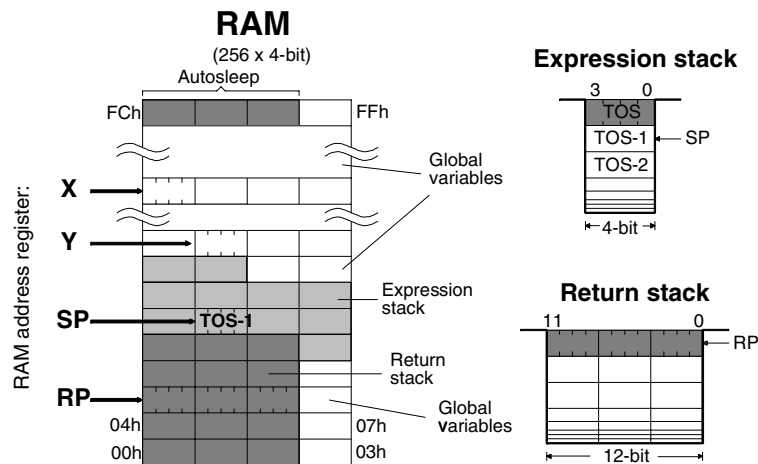 RAM
(256 x 4-bit)
Autosleep
FCh
FFh
Global
variables
X
Y
SP
TOS-1
RP
RAM address register:
Expression
stack
Return
stack
Global
variables
04h
07h
00h
03h
Expression stack
3 0
TOS
TOS-1
SP
TOS-2
4-bit
Return stack
11 0
RP
12-bit